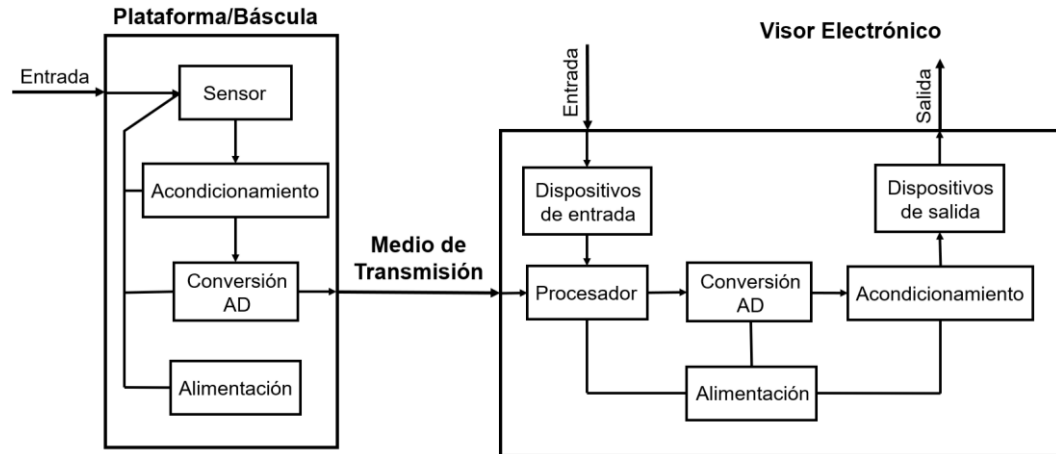 Plataforma/Báscula
Entrada
Sensor
Acondicionamiento
Conversión
AD
Alimentación
Medio de
Transmisión
Visor Electrónico
Entrada
Salida
Dispositivos
de entrada
Dispositivos
de salida
Procesador
Conversión
AD
Acondicionamiento
Alimentación